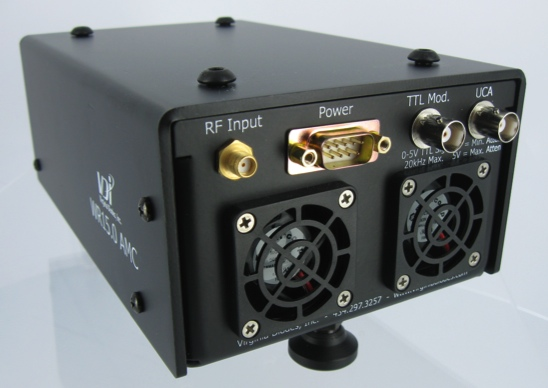 RF Input
Power
TTL Mod.
UCA
0-5V TTL = Min. Atten
20kHz Max. 5V = Max. Atten
VDI
WR15.0 AMC
Virginia Diodes, Inc. - 434.297.3257 -